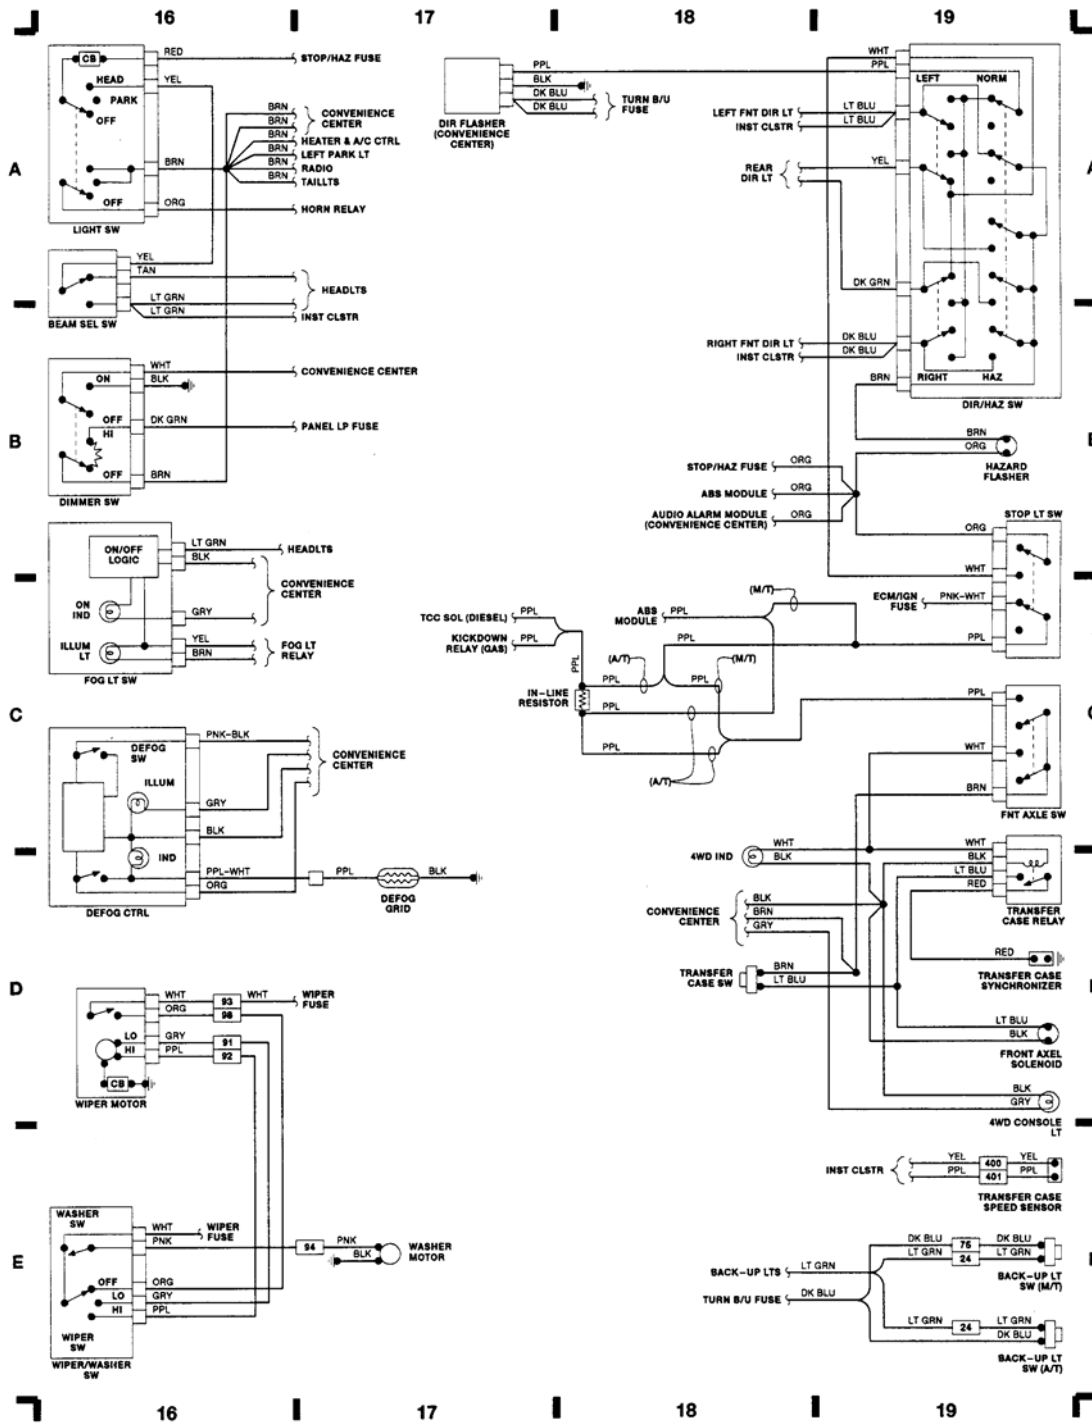 16 17 18 19
CB
RED
STOP/HAZ FUSE
HEAD
YEL
PARK
OFF
BRN
CONVENIENCE
CENTER
BRN
BRN
HEATER & A/C CTRL
BRN
LEFT PARK LT
BRN
BRN
RADIO
BRN
TAILLTS
OFF
ORG
HORN RELAY
LIGHT SW
A
YEL
TAN
HEADLTS
LT GRN
LT GRN
INST CLSTR
BEAM SEL SW
WHT
CONVENIENCE CENTER
ON
BLK
OFF
DK GRN
PANEL LP FUSE
HI
OFF
BRN
DIMMER SW
B
ON/OFF
LOGIC
LT GRN
HEADLTS
BLK
CONVENIENCE
CENTER
ON
IND
GRY
ILLUM
LT
YEL
FOG LT
RELAY
BRN
FOG LT SW
C
DEFOG
SW
PNK-BLK
CONVENIENCE
CENTER
ILLUM
GRY
BLK
IND
PPL-WHT
PPL
BLK
ORG
DEFOG
GRID
DEFOG CTRL
D
WHT
93
WHT
WIPER
FUSE
ORG
98
LO
GRY
91
HI
PPL
92
CB
WIPER MOTOR
WASHER
SW
WHT
WIPER
FUSE
PNK
94
PNK
WASHER
MOTOR
BLK
E
OFF
ORG
LO
GRY
HI
PPL
WIPER
SW
WIPER/WASHER
SW
PPL
BLK
DK BLU
DK BLU
TURN B/U
FUSE
DIR FLASHER
(CONVENIENCE
CENTER)
WHT
PPL
LEFT
NORM
LEFT FNT DIR LT
LT BLU
INST CLSTR
LT BLU
REAR
DIR LT
YEL
A
DK GRN
RIGHT FNT DIR LT
DK BLU
INST CLSTR
DK BLU
BRN
RIGHT
HAZ
DIR/HAZ SW
BRN
ORG
HAZARD
FLASHER
STOP/HAZ FUSE
ORG
ABS MODULE
ORG
AUDIO ALARM MODULE
(CONVENIENCE CENTER)
ORG
STOP LT SW
ORG
WHT
(M/T)
ECM/IGN
FUSE
PNK-WHT
TCC SOL (DIESEL)
PPL
ABS
MODULE
PPL
KICKDOWN
RELAY (GAS)
PPL
PPL
PPL
PPL
(A/T)
(M/T)
PPL
PPL
IN-LINE
RESISTOR
PPL
PPL
PPL
(A/T)
WHT
BRN
FNT AXLE SW
4WD IND
WHT
BLK
WHT
BLK
LT BLU
RED
TRANSFER
CASE RELAY
CONVENIENCE
CENTER
BLK
BRN
GRY
RED
TRANSFER CASE
SYNCHRONIZER
TRANSFER
CASE SW
BRN
LT BLU
LT BLU
BLK
FRONT AXEL
SOLENOID
BLK
GRY
4WD CONSOLE
LT
INST CLSTR
YEL
400
YEL
PPL
401
PPL
TRANSFER CASE
SPEED SENSOR
DK BLU
75
DK BLU
LT GRN
24
LT GRN
BACK-UP LTS
LT GRN
BACK-UP LT
SW (M/T)
TURN B/U FUSE
DK BLU
LT GRN
24
LT GRN
DK BLU
BACK-UP LT
SW (A/T)
16 17 18 19